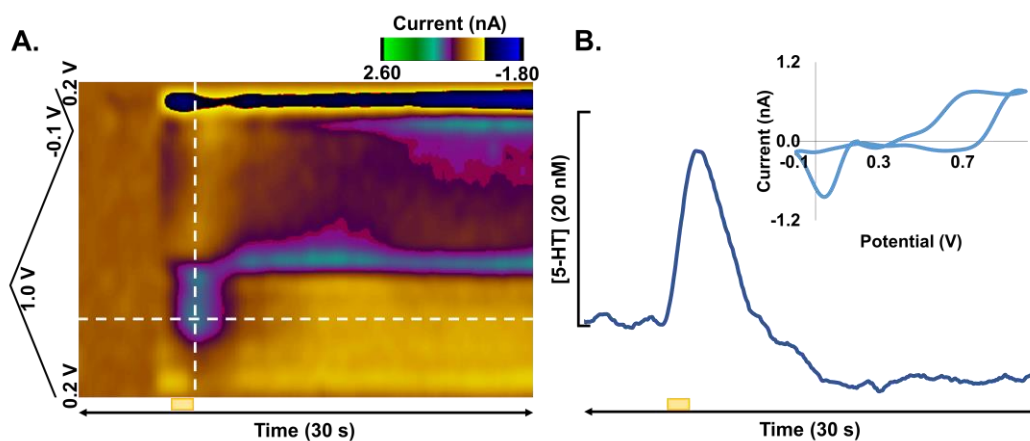 A.
Current (nA)
2.60
-1.80
0.2 V
-0.1 V
1.0 V
0.2 V
Time (30 s)
B.
[5-HT] (20 nM)
Current (nA)
1.2
0.0
-1.2
-0.1
0.3
0.7
Potential (V)
Time (30 s)